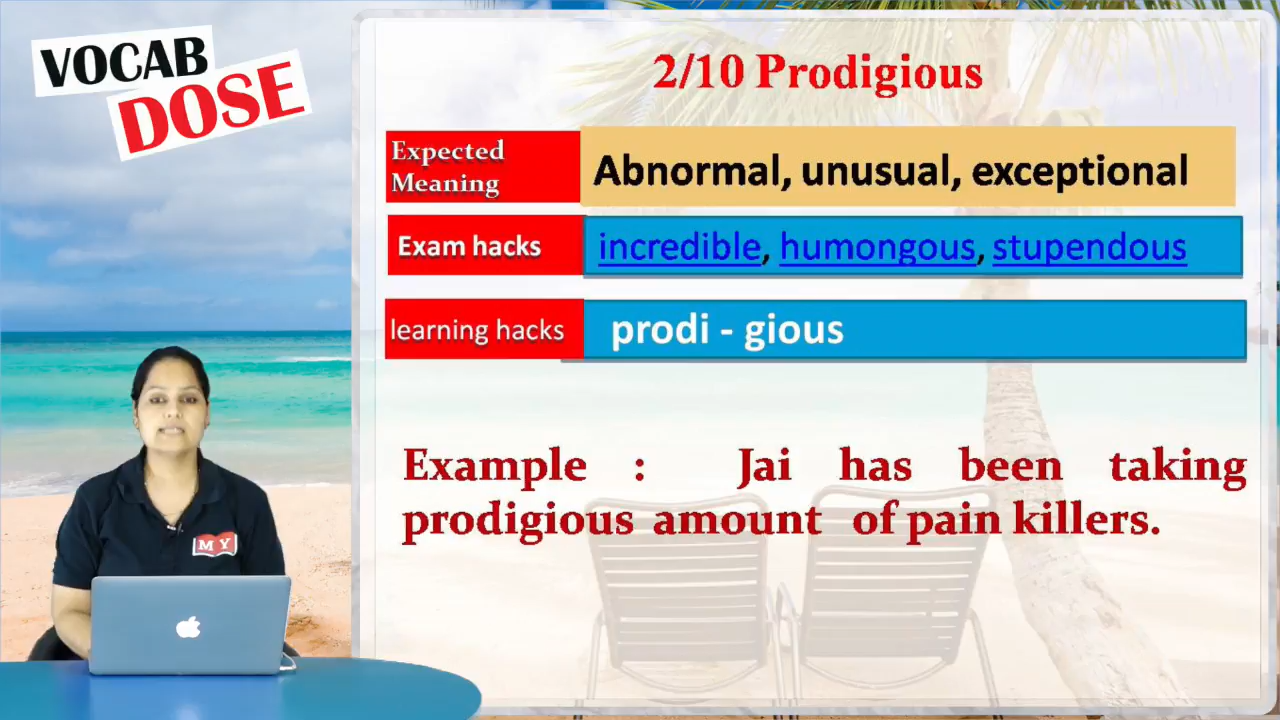 VOCAB
DOSE
2/10 Prodigious
Expected
Meaning
Abnormal, unusual, exceptional
Exam hacks
incredible, humongous, stupendous
learning hacks
prodi - gious
Example : Jai has been taking
prodigious amount of pain killers.
M Y